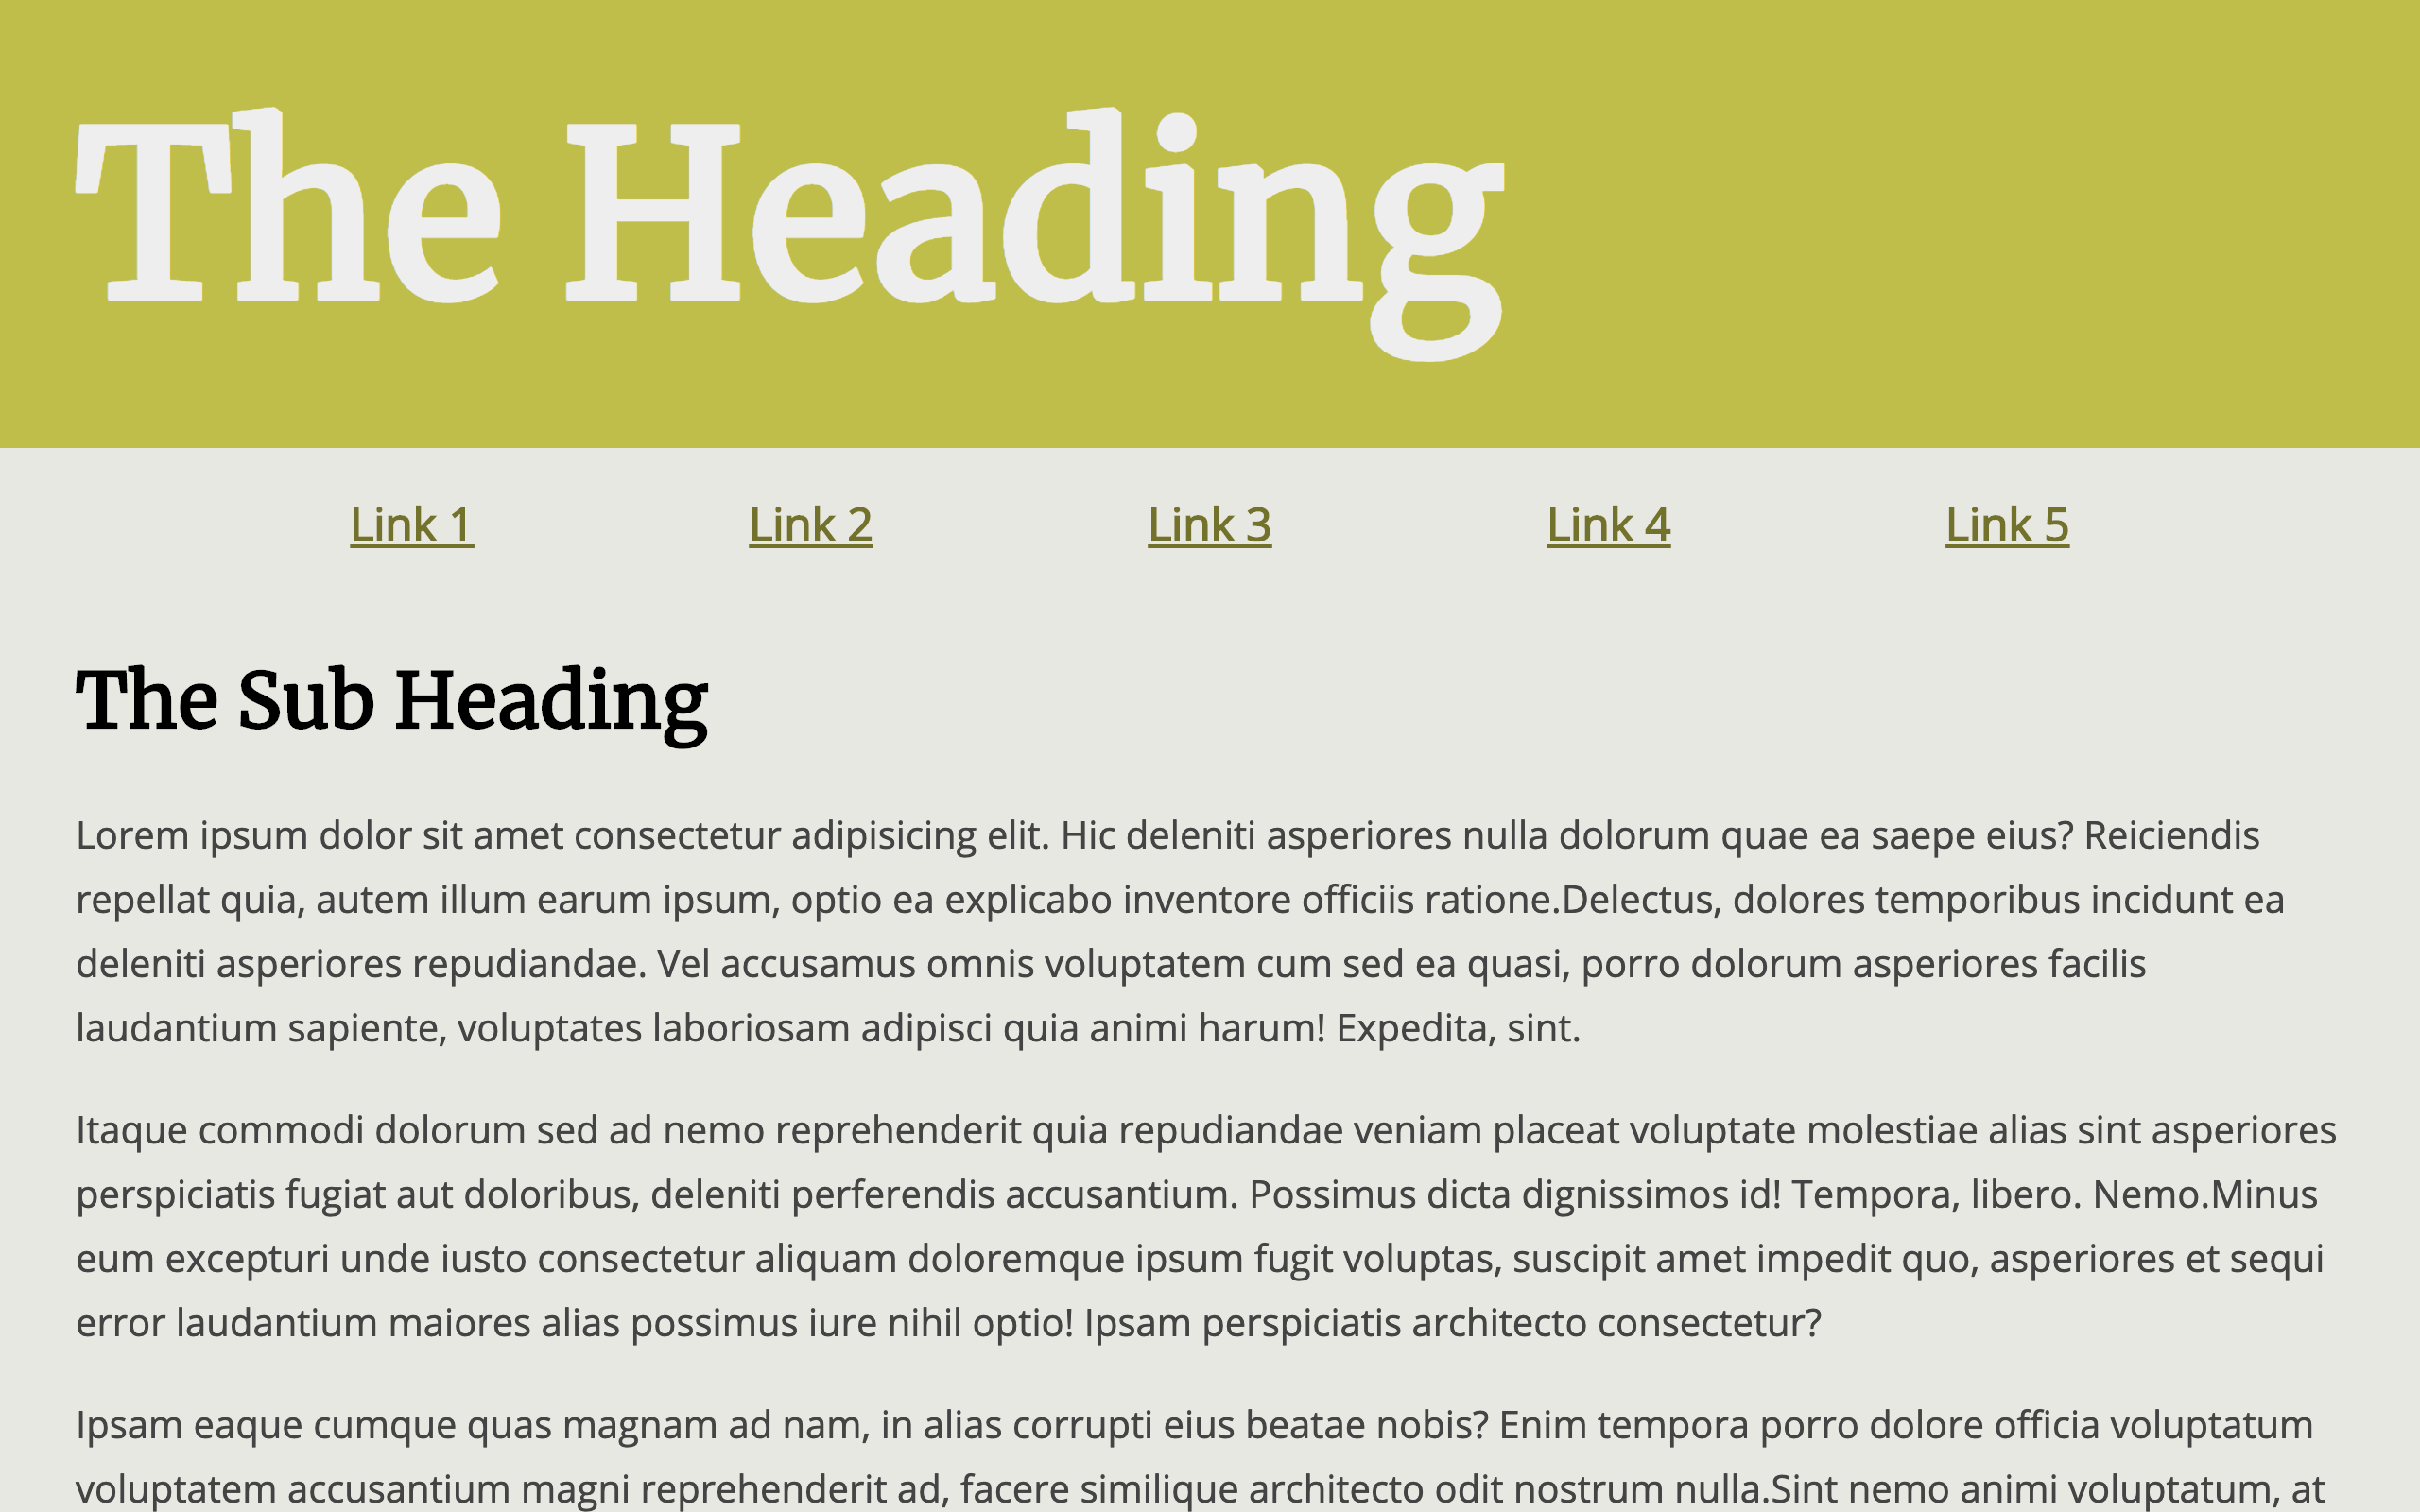 The Heading
Link 1 Link 2 Link 3 Link 4 Link 5
The Sub Heading
Lorem ipsum dolor sit amet consectetur adipisicing elit. Hic deleniti asperiores nulla dolorum quae ea saepe eius? Reiciendis
repellat quia, autem illum earum ipsum, optio ea explicabo inventore officiis ratione.Delectus, dolores temporibus incidunt ea
deleniti asperiores repudiandae. Vel accusamus omnis voluptatem cum sed ea quasi, porro dolorum asperiores facilis
laudantium sapiente, voluptates laboriosam adipisci quia animi harum! Expedita, sint.
Itaque commodi dolorum sed ad nemo reprehenderit quia repudiandae veniam placeat voluptate molestiae alias sint asperiores
perspiciatis fugiat aut doloribus, deleniti perferendis accusantium. Possimus dicta dignissimos id! Tempora, libero. Nemo.Minus
eum excepturi unde iusto consectetur aliquam doloremque ipsum fugit voluptas, suscipit amet impedit quo, asperiores et sequi
error laudantium maiores alias possimus iure nihil optio! Ipsam perspiciatis architecto consectetur?
Ipsam eaque cumque quas magnam ad nam, in alias corrupti eius beatae nobis? Enim tempora porro dolore officia voluptatum
voluptatem accusantium magni reprehenderit ad, facere similique architecto odit nostrum nulla.Sint nemo animi voluptatum, at